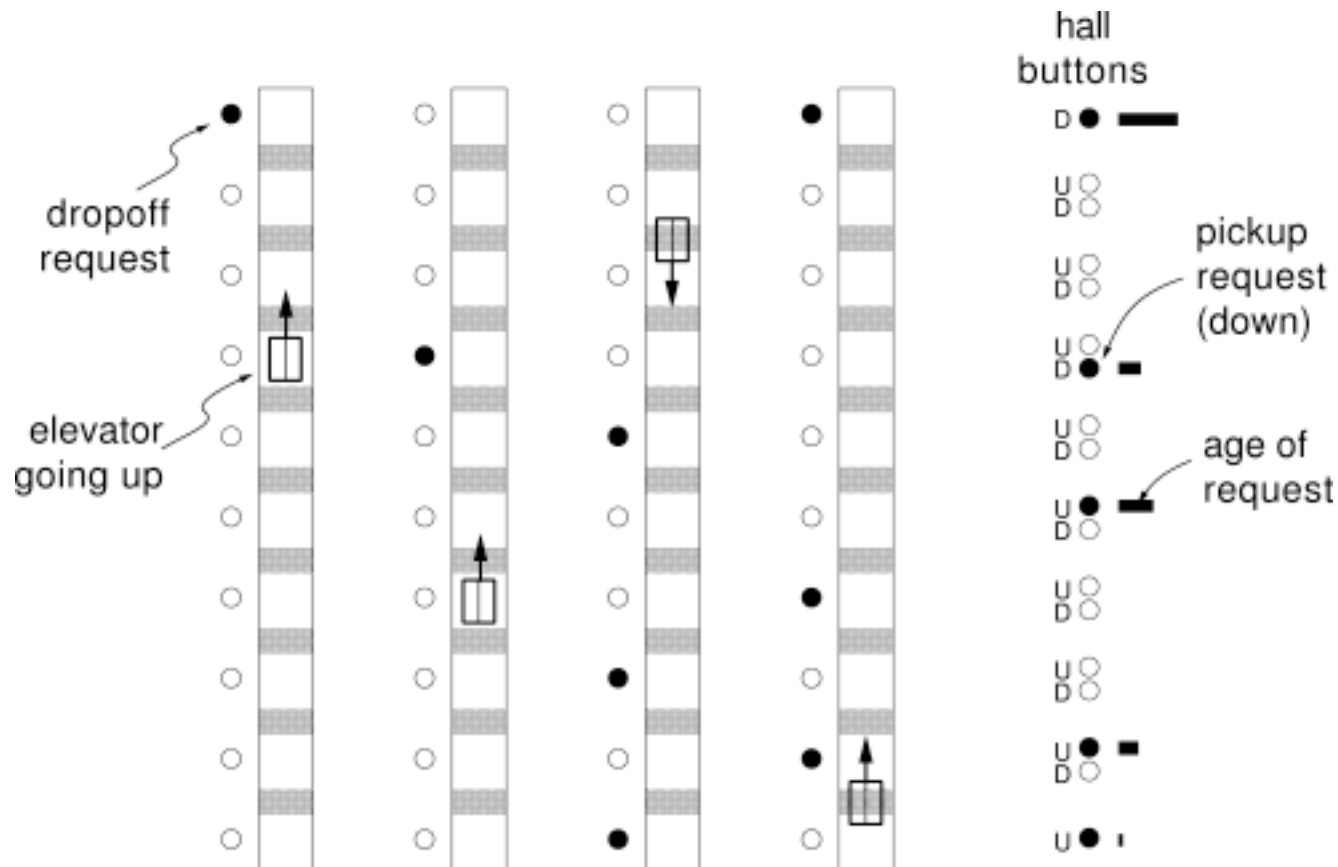 hall
buttons
D
dropoff
request
U
D
U
D
pickup
request
(down)
U
D
elevator
going up
U
D
age of
request
U
D
U
D
U
D
U
D
U